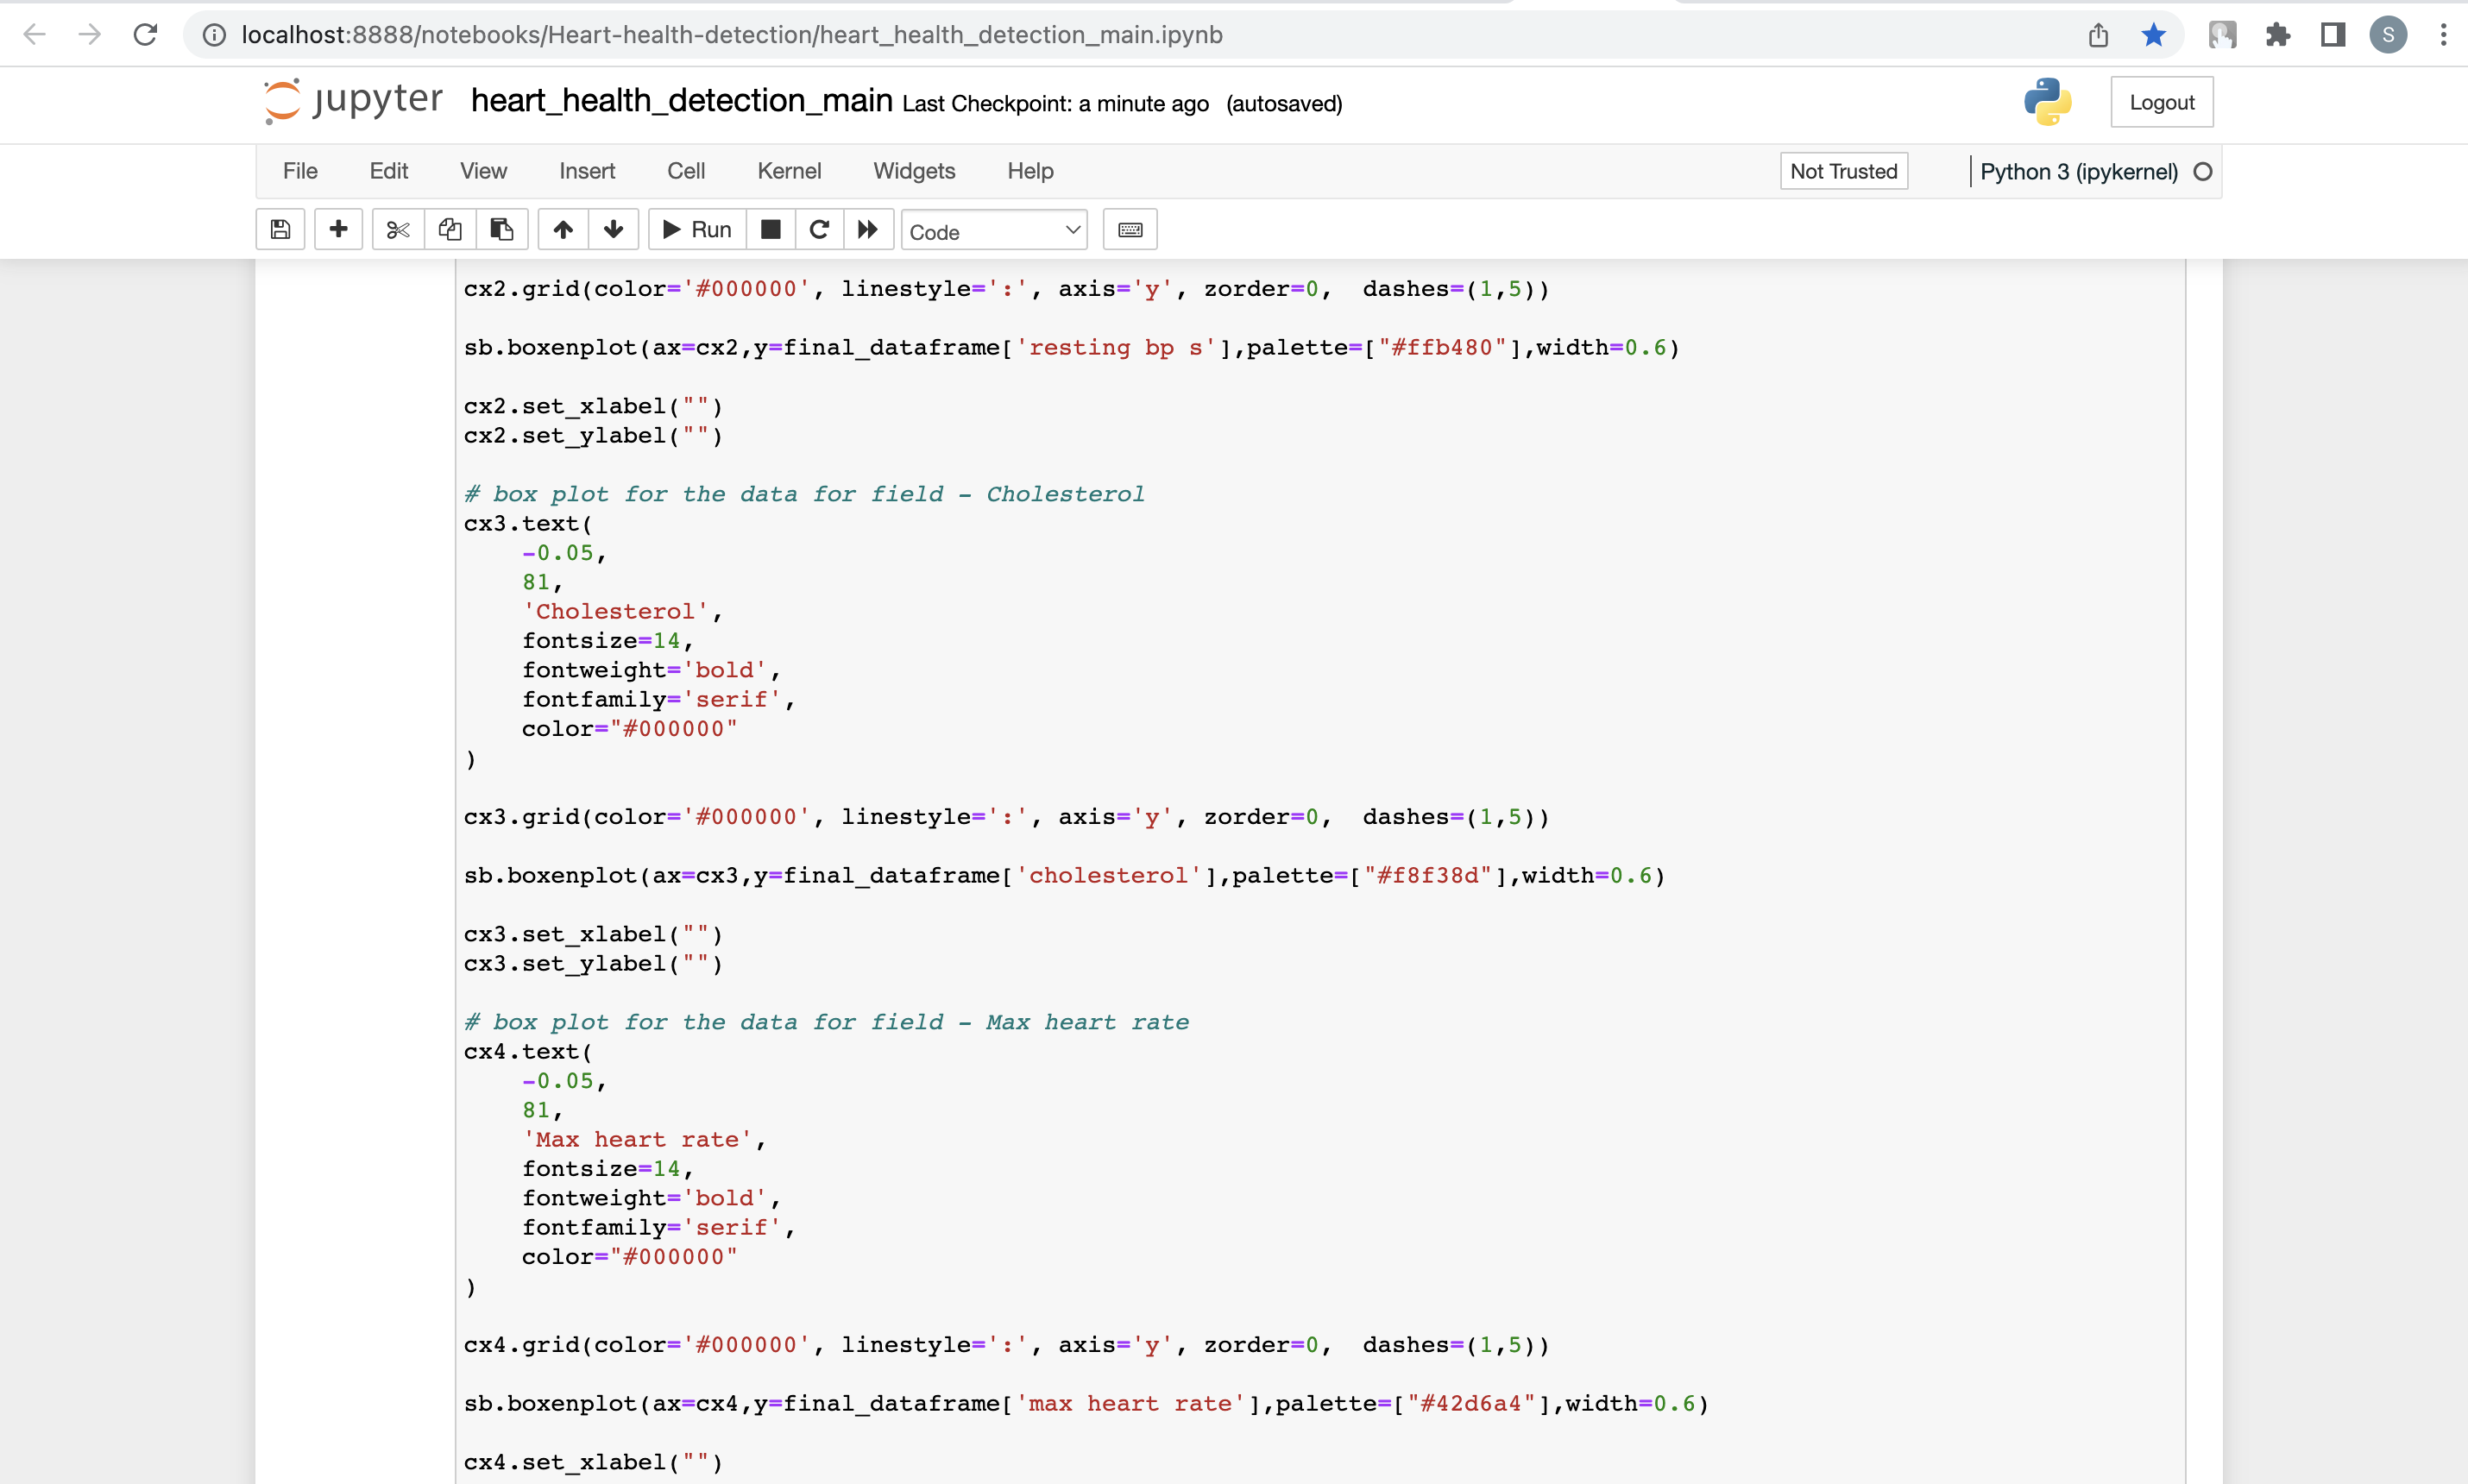 localhost:8888/notebooks/Heart-health-detection/heart_health_detection_main.ipynb
S
jupyter heart_health_detection_main Last Checkpoint: a minute ago (autosaved)
Logout
File Edit View Insert Cell Kernel Widgets Help
Not Trusted Python 3 (ipykernel)
Run Code
cx2.grid(color='#000000', linestyle=':', axis='y', zorder=0,  dashes=(1,5))
sb.boxenplot(ax=cx2,y=final_dataframe['resting bp s'],palette=["#ffb480"],width=0.6)
cx2.set_xlabel("")
cx2.set_ylabel("")
# box plot for the data for field - Cholesterol
cx3.text(
    -0.05,
    81,
    'Cholesterol',
    fontsize=14,
    fontweight='bold',
    fontfamily='serif',
    color="#000000"
)
cx3.grid(color='#000000', linestyle=':', axis='y', zorder=0,  dashes=(1,5))
sb.boxenplot(ax=cx3,y=final_dataframe['cholesterol'],palette=["#f8f38d"],width=0.6)
cx3.set_xlabel("")
cx3.set_ylabel("")
# box plot for the data for field - Max heart rate
cx4.text(
    -0.05,
    81,
    'Max heart rate',
    fontsize=14,
    fontweight='bold',
    fontfamily='serif',
    color="#000000"
)
cx4.grid(color='#000000', linestyle=':', axis='y', zorder=0,  dashes=(1,5))
sb.boxenplot(ax=cx4,y=final_dataframe['max heart rate'],palette=["#42d6a4"],width=0.6)
cx4.set_xlabel("")